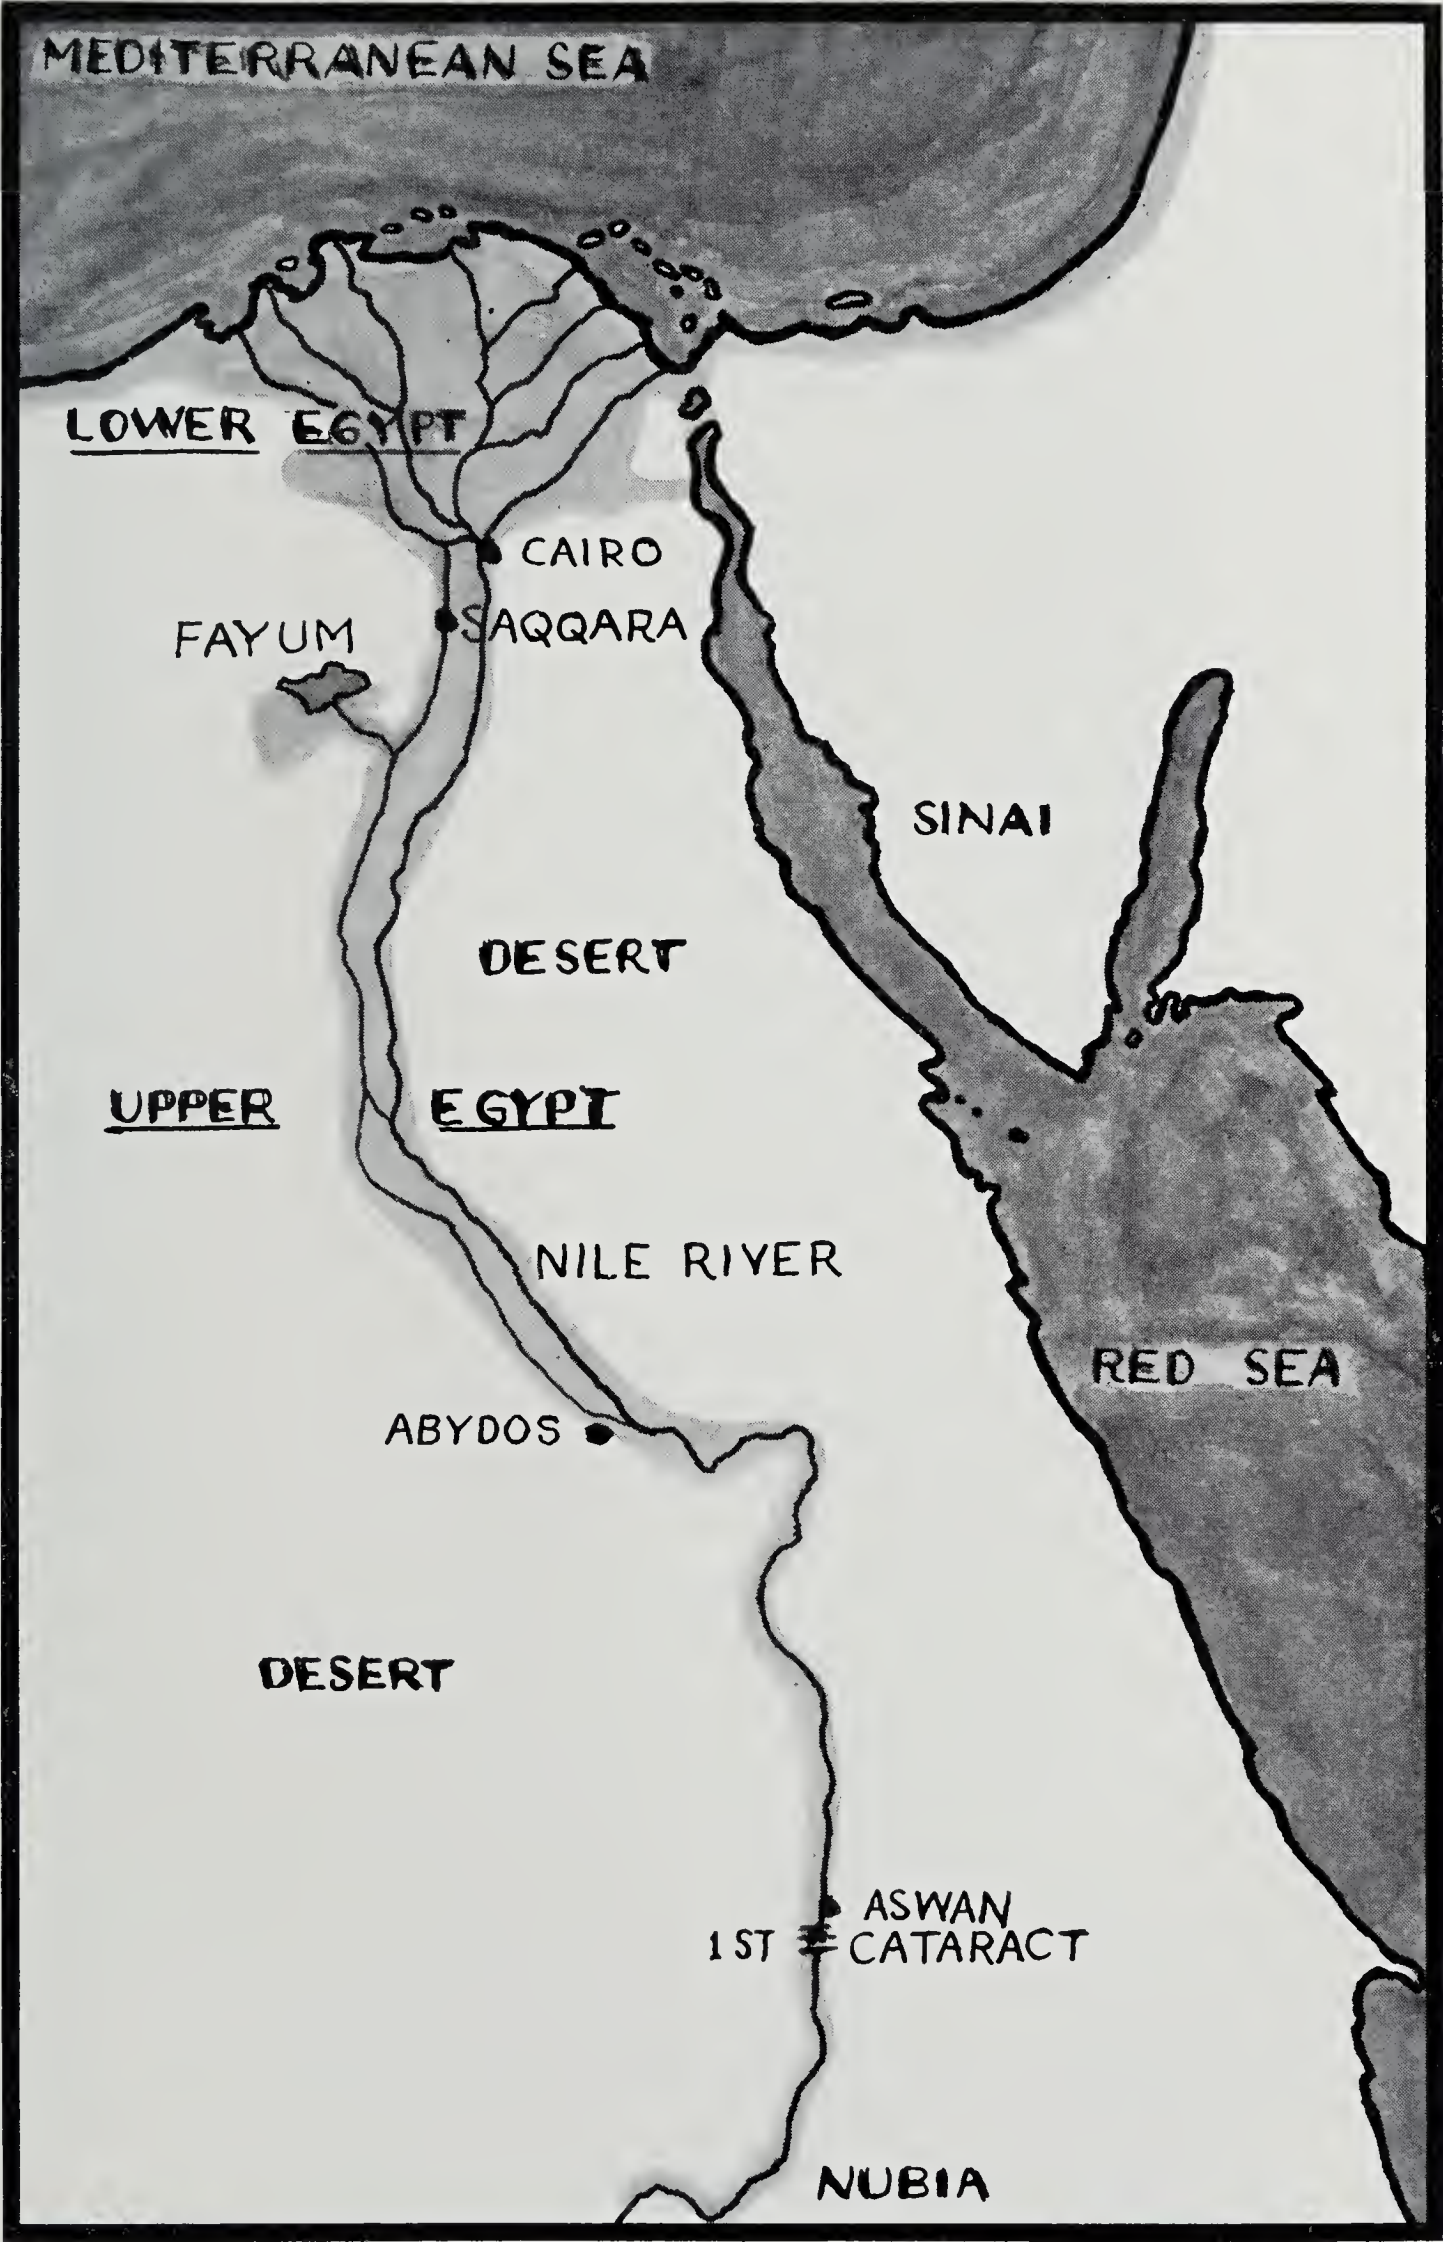 MEDITERRANEAN SEA
LOWER EGYPT
CAIRO
SAQQARA
FAYUM
SINAI
DESERT
UPPER EGYPT
NILE RIVER
RED SEA
ABYDOS
DESERT
ASWAN
1ST CATARACT
NUBIA